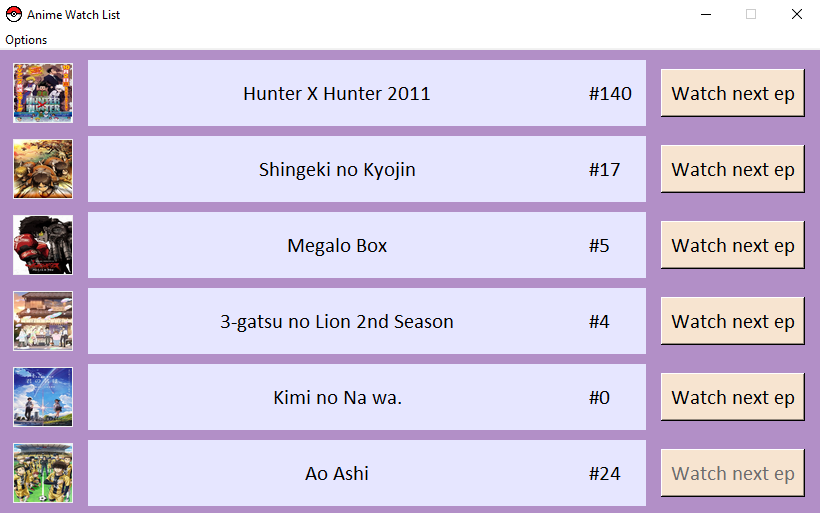 Anime Watch List
Options
Hunter X Hunter 2011 #140 Watch next ep
Shingeki no Kyojin #17 Watch next ep
Megalo Box #5 Watch next ep
3-gatsu no Lion 2nd Season #4 Watch next ep
Kimi no Na wa. #0 Watch next ep
Ao Ashi #24 Watch next ep